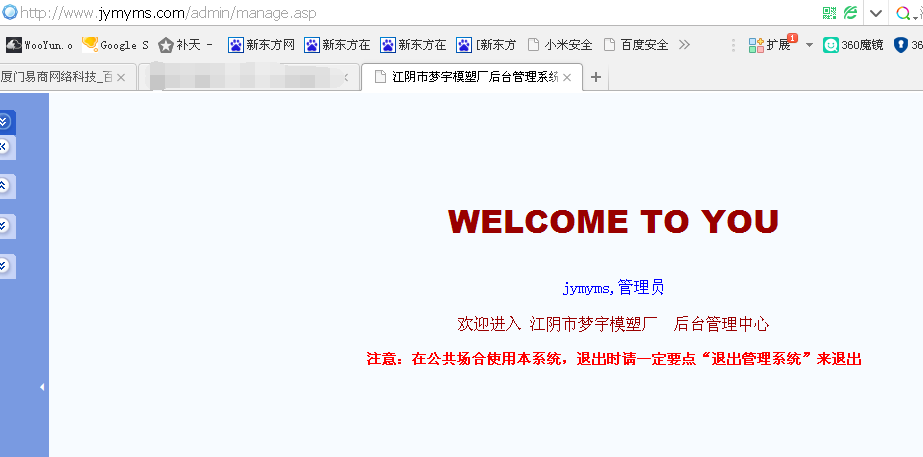 http://www.jymyms.com/admin/manage.asp
WooYun.o Google S 补天 - 新东方网 新东方在 新东方在 [新东方 小米安全 百度安全 扩展 1 360魔镜 36
厦门易商网络科技_百 江阴市梦宇模塑厂后台管理系统
WELCOME TO YOU
jymyms,管理员
欢迎进入 江阴市梦宇模塑厂 后台管理中心
注意：在公共场合使用本系统，退出时请一定要点“退出管理系统”来退出